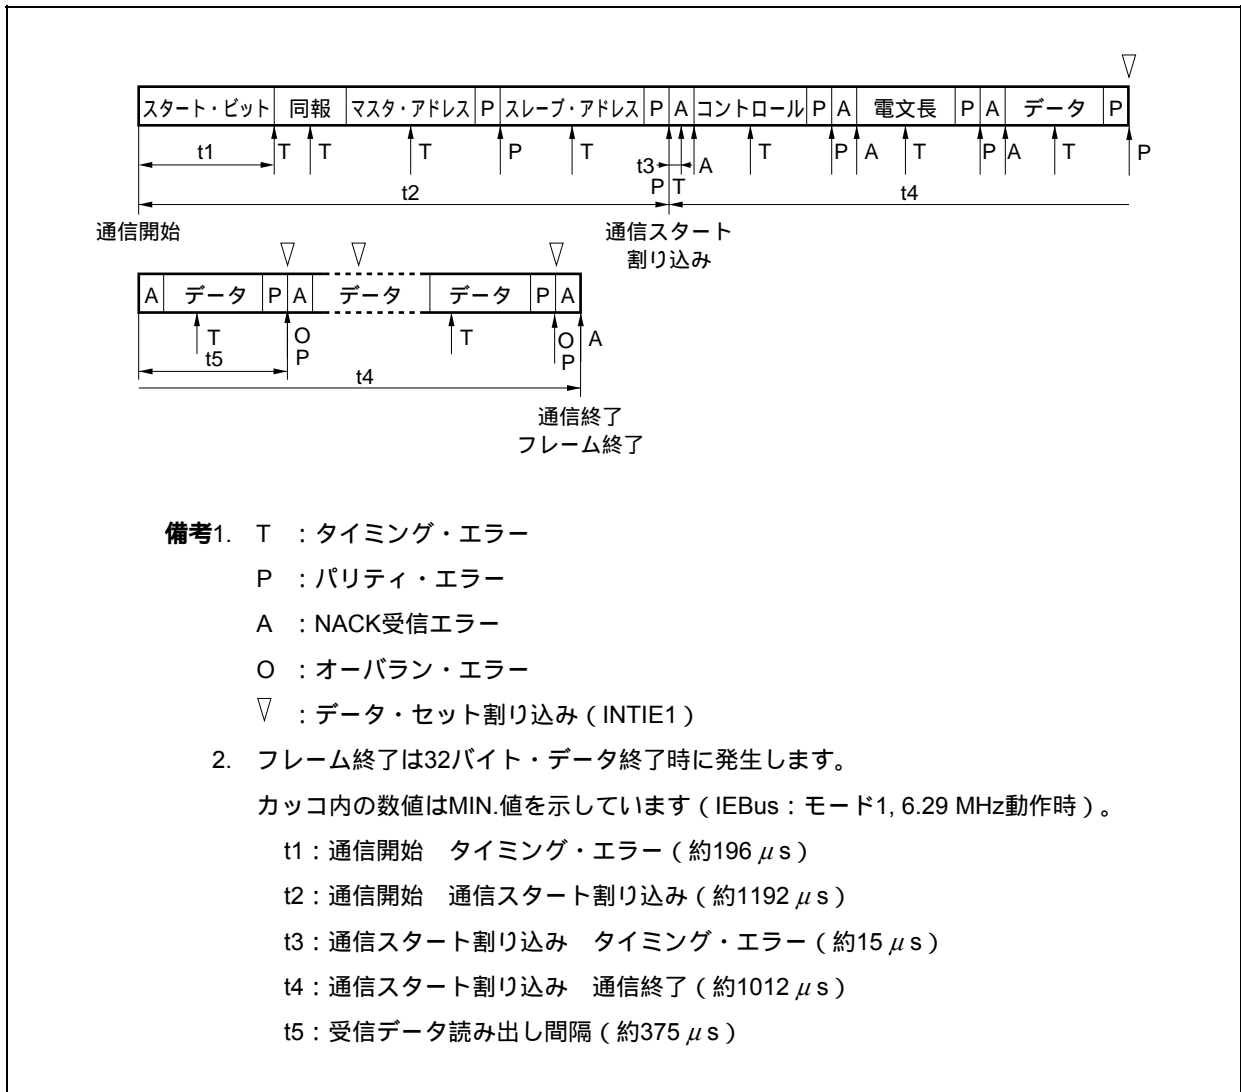 スタート・ビット 同報 マスタ・アドレス P スレーブ・アドレス P A コントロール P A 電文長 P A データ P
t1 T T T P T t3 A T P A T P A T P
P T
t2 t4
通信開始 通信スタート
割り込み
A データ P A データ データ P A
T O T O A
t5 P P
t4
通信終了
フレーム終了
備考1. T :タイミング・エラー
P :パリティ・エラー
A :NACK受信エラー
O :オーバラン・エラー
▽ :データ・セット割り込み(INTIE1)
2. フレーム終了は32バイト・データ終了時に発生します。
カッコ内の数値はMIN.値を示しています(IEBus:モード1, 6.29 MHz動作時)。
t1:通信開始 タイミング・エラー(約196 μs)
t2:通信開始 通信スタート割り込み(約1192 μs)
t3:通信スタート割り込み タイミング・エラー(約15 μs)
t4:通信スタート割り込み 通信終了(約1012 μs)
t5:受信データ読み出し間隔(約375 μs)